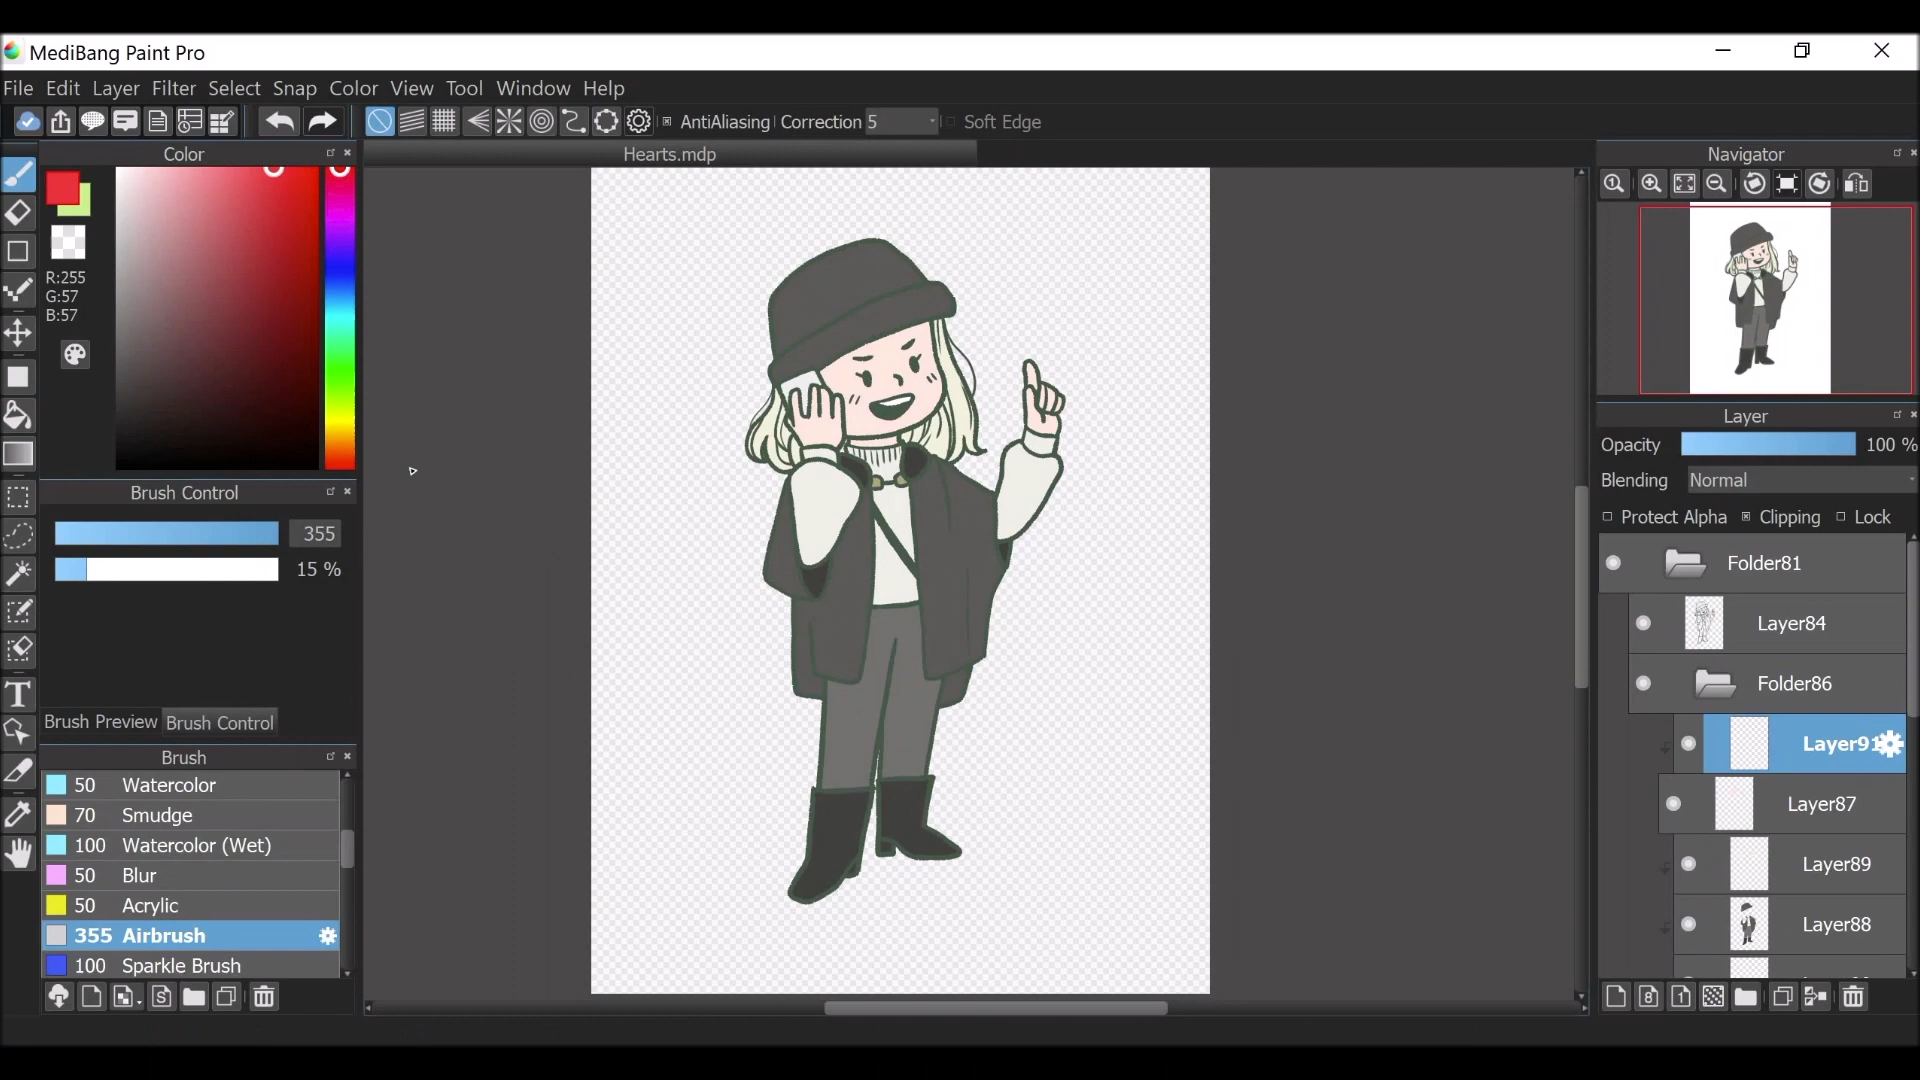 MediBang Paint Pro
File Edit Layer Filter Select Snap Color View Tool Window Help
AntiAliasing Correction 5 Soft Edge
Color
R:255
G:57
B:57
Brush Control
355
15 %
Brush Preview Brush Control
Brush
50 Watercolor
70 Smudge
100 Watercolor (Wet)
50 Blur
50 Acrylic
355 Airbrush
100 Sparkle Brush
Hearts.mdp
Navigator
Layer
Opacity 100 %
Blending Normal
Protect Alpha Clipping Lock
Folder81
Layer84
Folder86
Layer91
Layer87
Layer89
Layer88